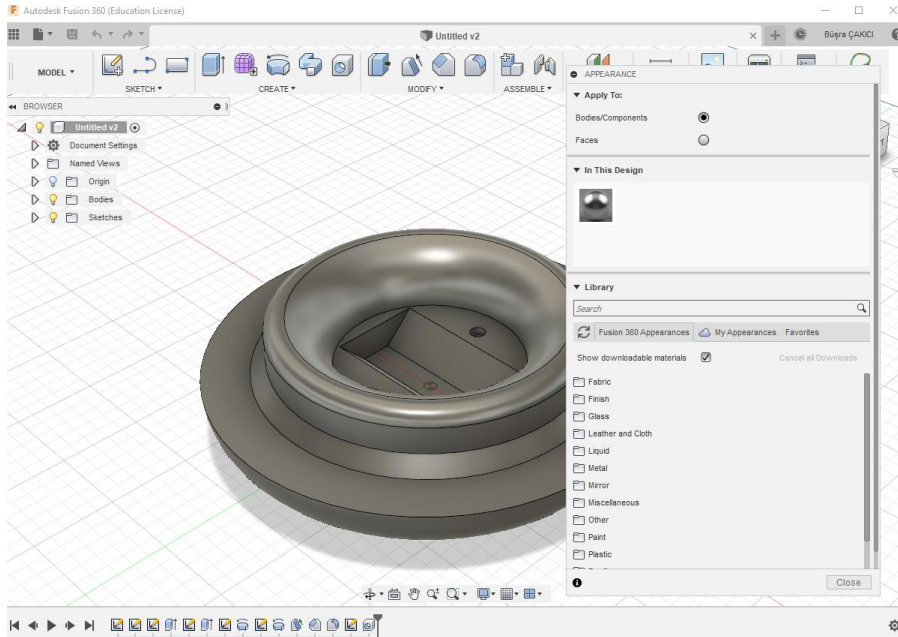 Autodesk Fusion 360 (Education License)
Untitled v2
Büşra ÇAKICI
MODEL
SKETCH
CREATE
MODIFY
ASSEMBLE
BROWSER
Untitled v2
Document Settings
Named Views
Origin
Bodies
Sketches
APPEARANCE
Apply To:
Bodies/Components
Faces
In This Design
Library
Search
Fusion 360 Appearances My Appearances Favorites
Show downloadable materials Cancel all Downloads
Fabric
Finish
Glass
Leather and Cloth
Liquid
Metal
Mirror
Miscellaneous
Other
Paint
Plastic
Close